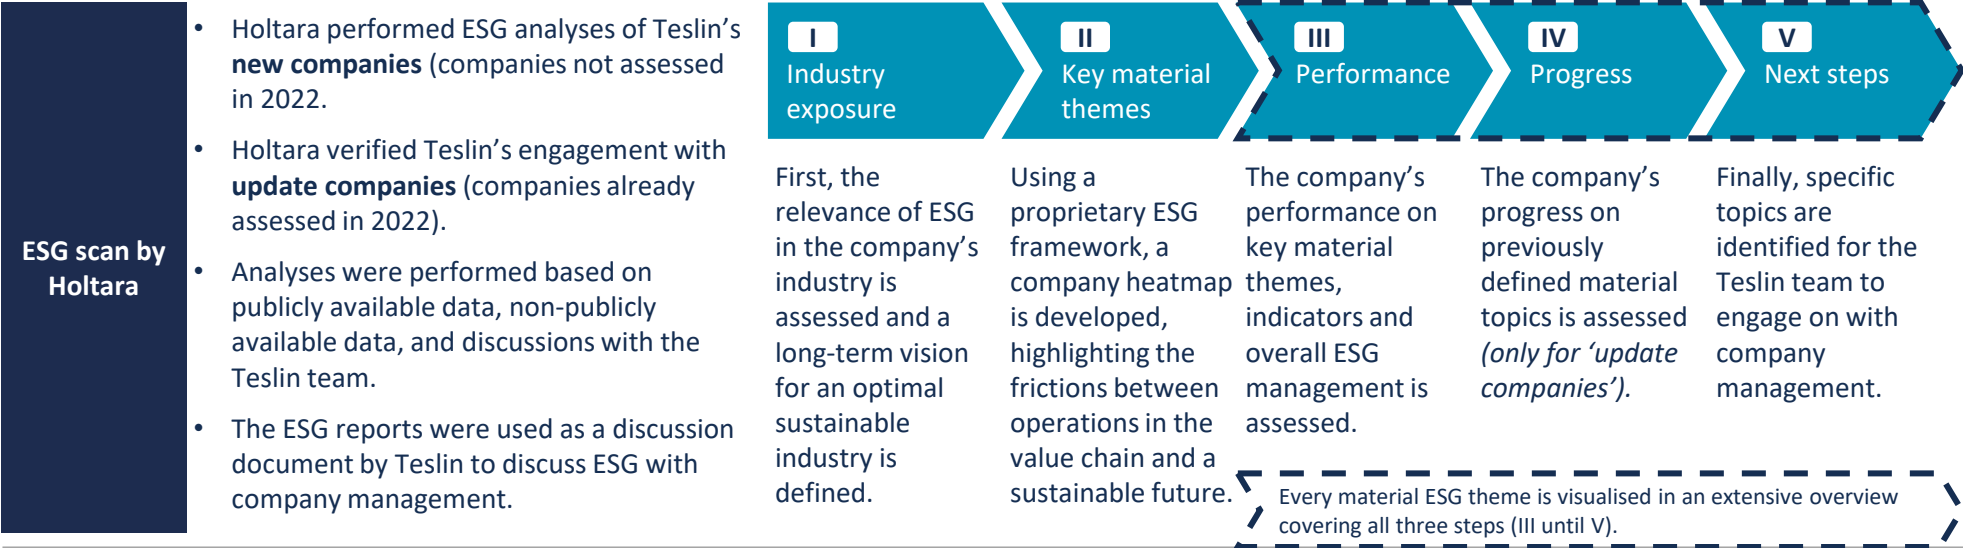 ESG scan by
Holtara
• Holtara performed ESG analyses of Teslin’s
new companies (companies not assessed
in 2022.
• Holtara verified Teslin’s engagement with
update companies (companies already
assessed in 2022).
• Analyses were performed based on
publicly available data, non-publicly
available data, and discussions with the
Teslin team.
• The ESG reports were used as a discussion
document by Teslin to discuss ESG with
company management.
I
Industry
exposure
First, the
relevance of ESG
in the company’s
industry is
assessed and a
long-term vision
for an optimal
sustainable
industry is
defined.
II
Key material
themes
Using a
proprietary ESG
framework, a
company heatmap
is developed,
highlighting the
frictions between
operations in the
value chain and a
sustainable future.
III
Performance
The company’s
performance on
key material
themes,
indicators and
overall ESG
management is
assessed.
IV
Progress
The company’s
progress on
previously
defined material
topics is assessed
(only for ‘update
companies’).
V
Next steps
Finally, specific
topics are
identified for the
Teslin team to
engage on with
company
management.
Every material ESG theme is visualised in an extensive overview
covering all three steps (III until V).